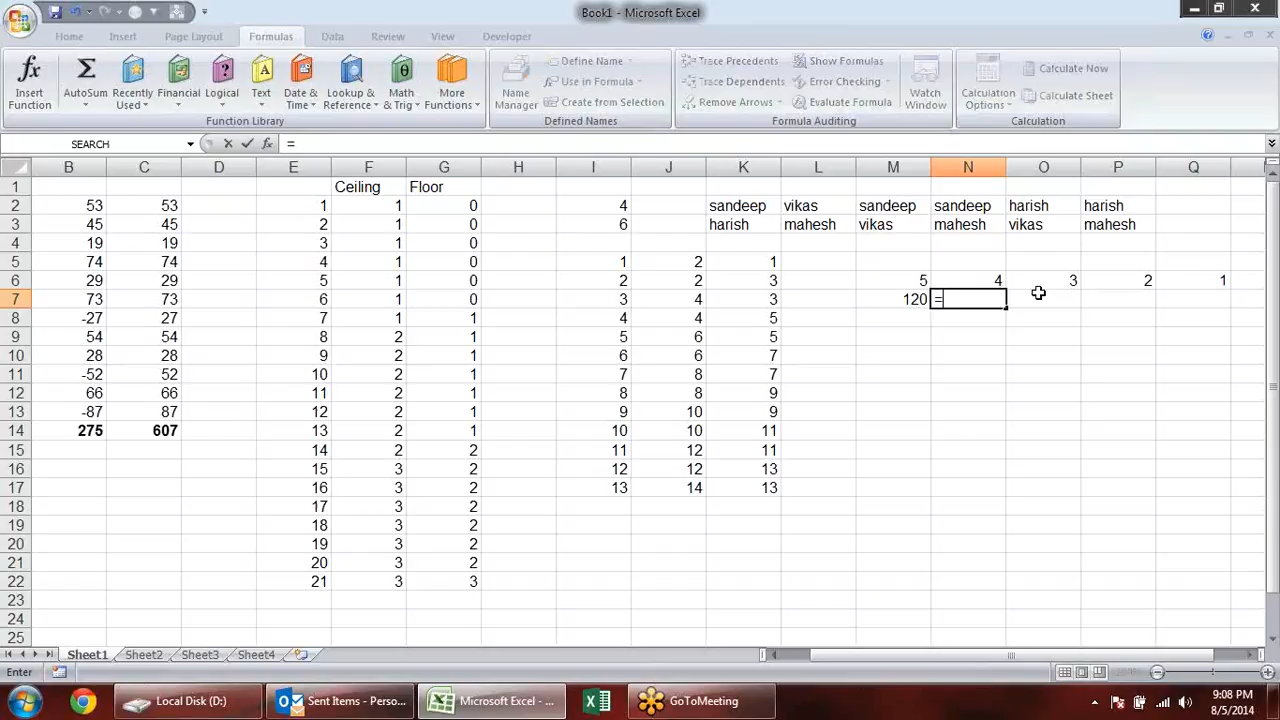 Book1 - Microsoft Excel
Home Insert Page Layout Formulas Data Review View Developer
fx Σ ? A θ
Insert Function
AutoSum
Recently Used
Financial
Logical
Text
Date & Time
Lookup & Reference
Math & Trig
More Functions
Function Library
Name Manager
Define Name
Use in Formula
Create from Selection
Defined Names
Trace Precedents
Trace Dependents
Remove Arrows
Show Formulas
Error Checking
Evaluate Formula
Formula Auditing
Watch Window
Calculation Options
Calculate Now
Calculate Sheet
Calculation
SEARCH fx =
B C D E F G H I J K L M N O P Q
1 Ceiling Floor
2 53 53 1 1 0 4 sandeep vikas sandeep sandeep harish harish
3 45 45 2 1 0 6 harish mahesh vikas mahesh vikas mahesh
4 19 19 3 1 0
5 74 74 4 1 0 1 2 1
6 29 29 5 1 0 2 2 3 5 4 3 2 1
7 73 73 6 1 0 3 4 3 120 =
8 -27 27 7 1 1 4 4 5
9 54 54 8 2 1 5 6 5
10 28 28 9 2 1 6 6 7
11 -52 52 10 2 1 7 8 7
12 66 66 11 2 1 8 8 9
13 -87 87 12 2 1 9 10 9
14 275 607 13 2 1 10 10 11
15 14 2 2 11 12 11
16 15 3 2 12 12 13
17 16 3 2 13 14 13
18 17 3 2
19 18 3 2
20 19 3 2
21 20 3 2
22 21 3 3
23
24
25
Sheet1 Sheet2 Sheet3 Sheet4
Enter
Local Disk (D:) Sent Items - Perso... Microsoft Excel - ... GoToMeeting
9:08 PM
8/5/2014